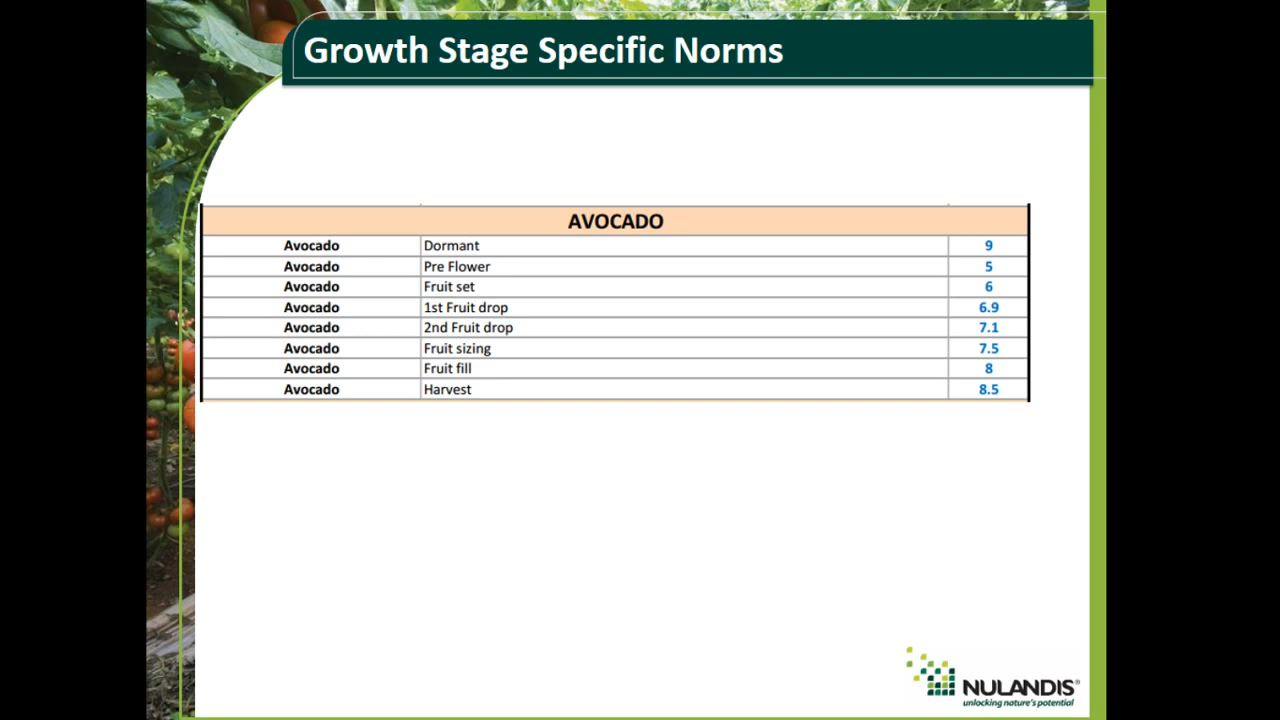 Growth Stage Specific Norms
AVOCADO
Avocado Dormant 9
Avocado Pre Flower 5
Avocado Fruit set 6
Avocado 1st Fruit drop 6.9
Avocado 2nd Fruit drop 7.1
Avocado Fruit sizing 7.5
Avocado Fruit fill 8
Avocado Harvest 8.5
NULANDIS®
unlocking nature's potential